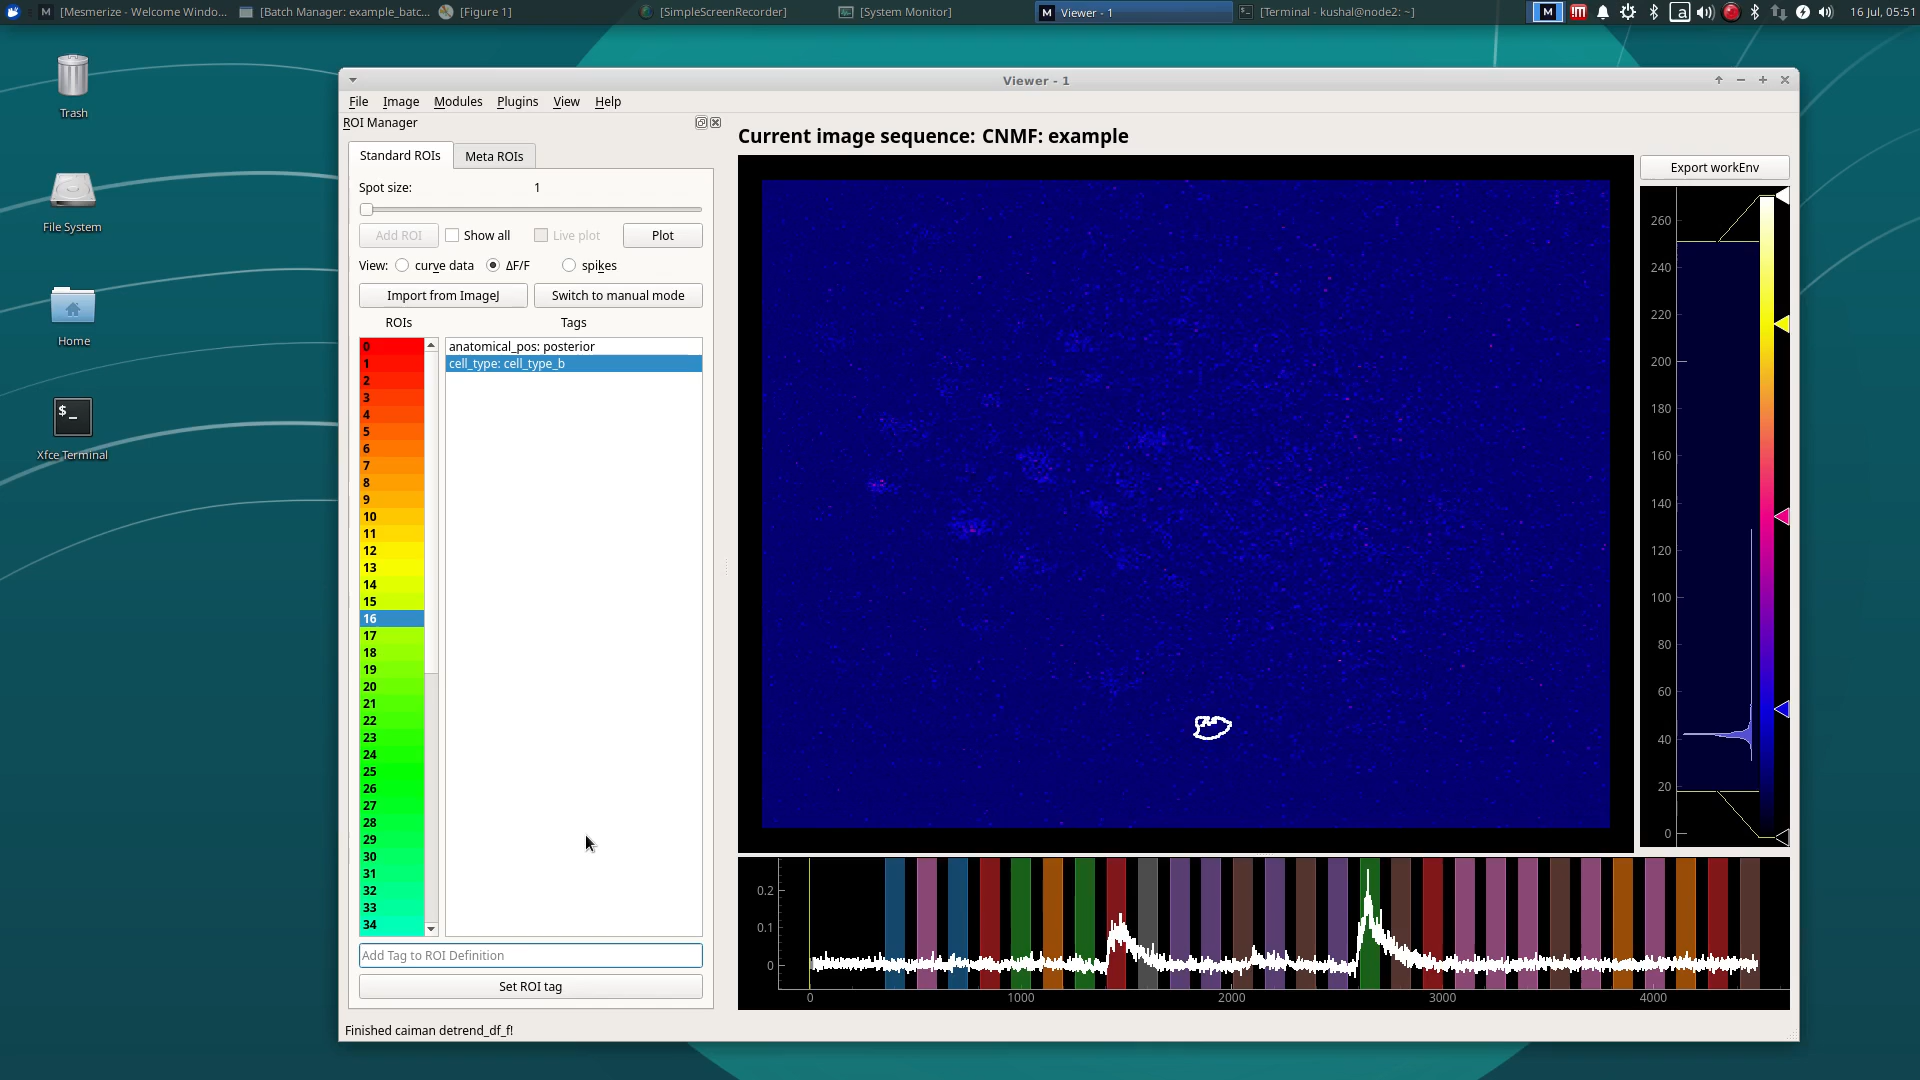 [Mesmerize - Welcome Windo...
[Batch Manager: example_batc...
[Figure 1]
[SimpleScreenRecorder]
[System Monitor]
Viewer - 1
[Terminal - kushal@node2: ~]
16 Jul, 05:51
Trash
File System
Home
Xfce Terminal
Viewer - 1
File Image Modules Plugins View Help
ROI Manager
Standard ROIs Meta ROIs
Spot size: 1
Add ROI Show all Live plot Plot
View: curve data ΔF/F spikes
Import from ImageJ Switch to manual mode
ROIs Tags
0
1
2
3
4
5
6
7
8
9
10
11
12
13
14
15
16
17
18
19
20
21
22
23
24
25
26
27
28
29
30
31
32
33
34
anatomical_pos: posterior
cell_type: cell_type_b
Add Tag to ROI Definition
Set ROI tag
Finished caiman detrend_df_f!
Current image sequence: CNMF: example
Export workEnv
260
240
220
200
180
160
140
120
100
80
60
40
20
0
0.2
0.1
0
0 1000 2000 3000 4000